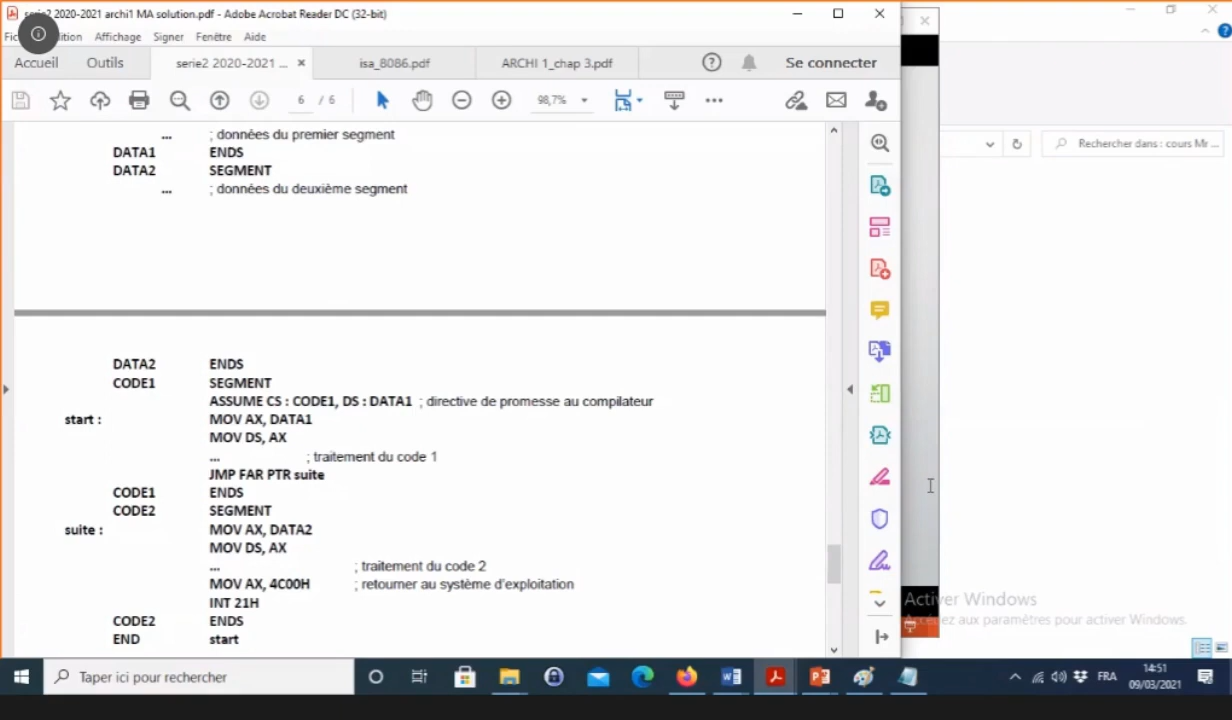 serie2 2020-2021 archi1 MA solution.pdf - Adobe Acrobat Reader DC (32-bit)
Affichage Signer Fenêtre Aide
Accueil Outils serie2 2020-2021 ... × isa_8086.pdf ARCHI 1_chap 3.pdf Se connecter
6 / 6 98,7%
Rechercher dans : cours Mr ...
... ; données du premier segment
DATA1 ENDS
DATA2 SEGMENT
... ; données du deuxième segment
DATA2 ENDS
CODE1 SEGMENT
ASSUME CS : CODE1, DS : DATA1 ; directive de promesse au compilateur
start : MOV AX, DATA1
MOV DS, AX
... ; traitement du code 1
JMP FAR PTR suite
CODE1 ENDS
CODE2 SEGMENT
suite : MOV AX, DATA2
MOV DS, AX
... ; traitement du code 2
MOV AX, 4C00H ; retourner au système d'exploitation
INT 21H
CODE2 ENDS
END start
Activer Windows
aux paramètres pour activer Windows.
Taper ici pour rechercher
FRA
14:51
09/03/2021